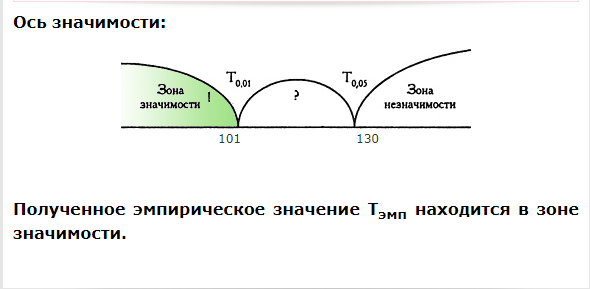 Ось значимости:
T0,01 T0,05
Зона значимости ! ? Зона незначимости
101 130
Полученное эмпирическое значение Tэмп находится в зоне
значимости.